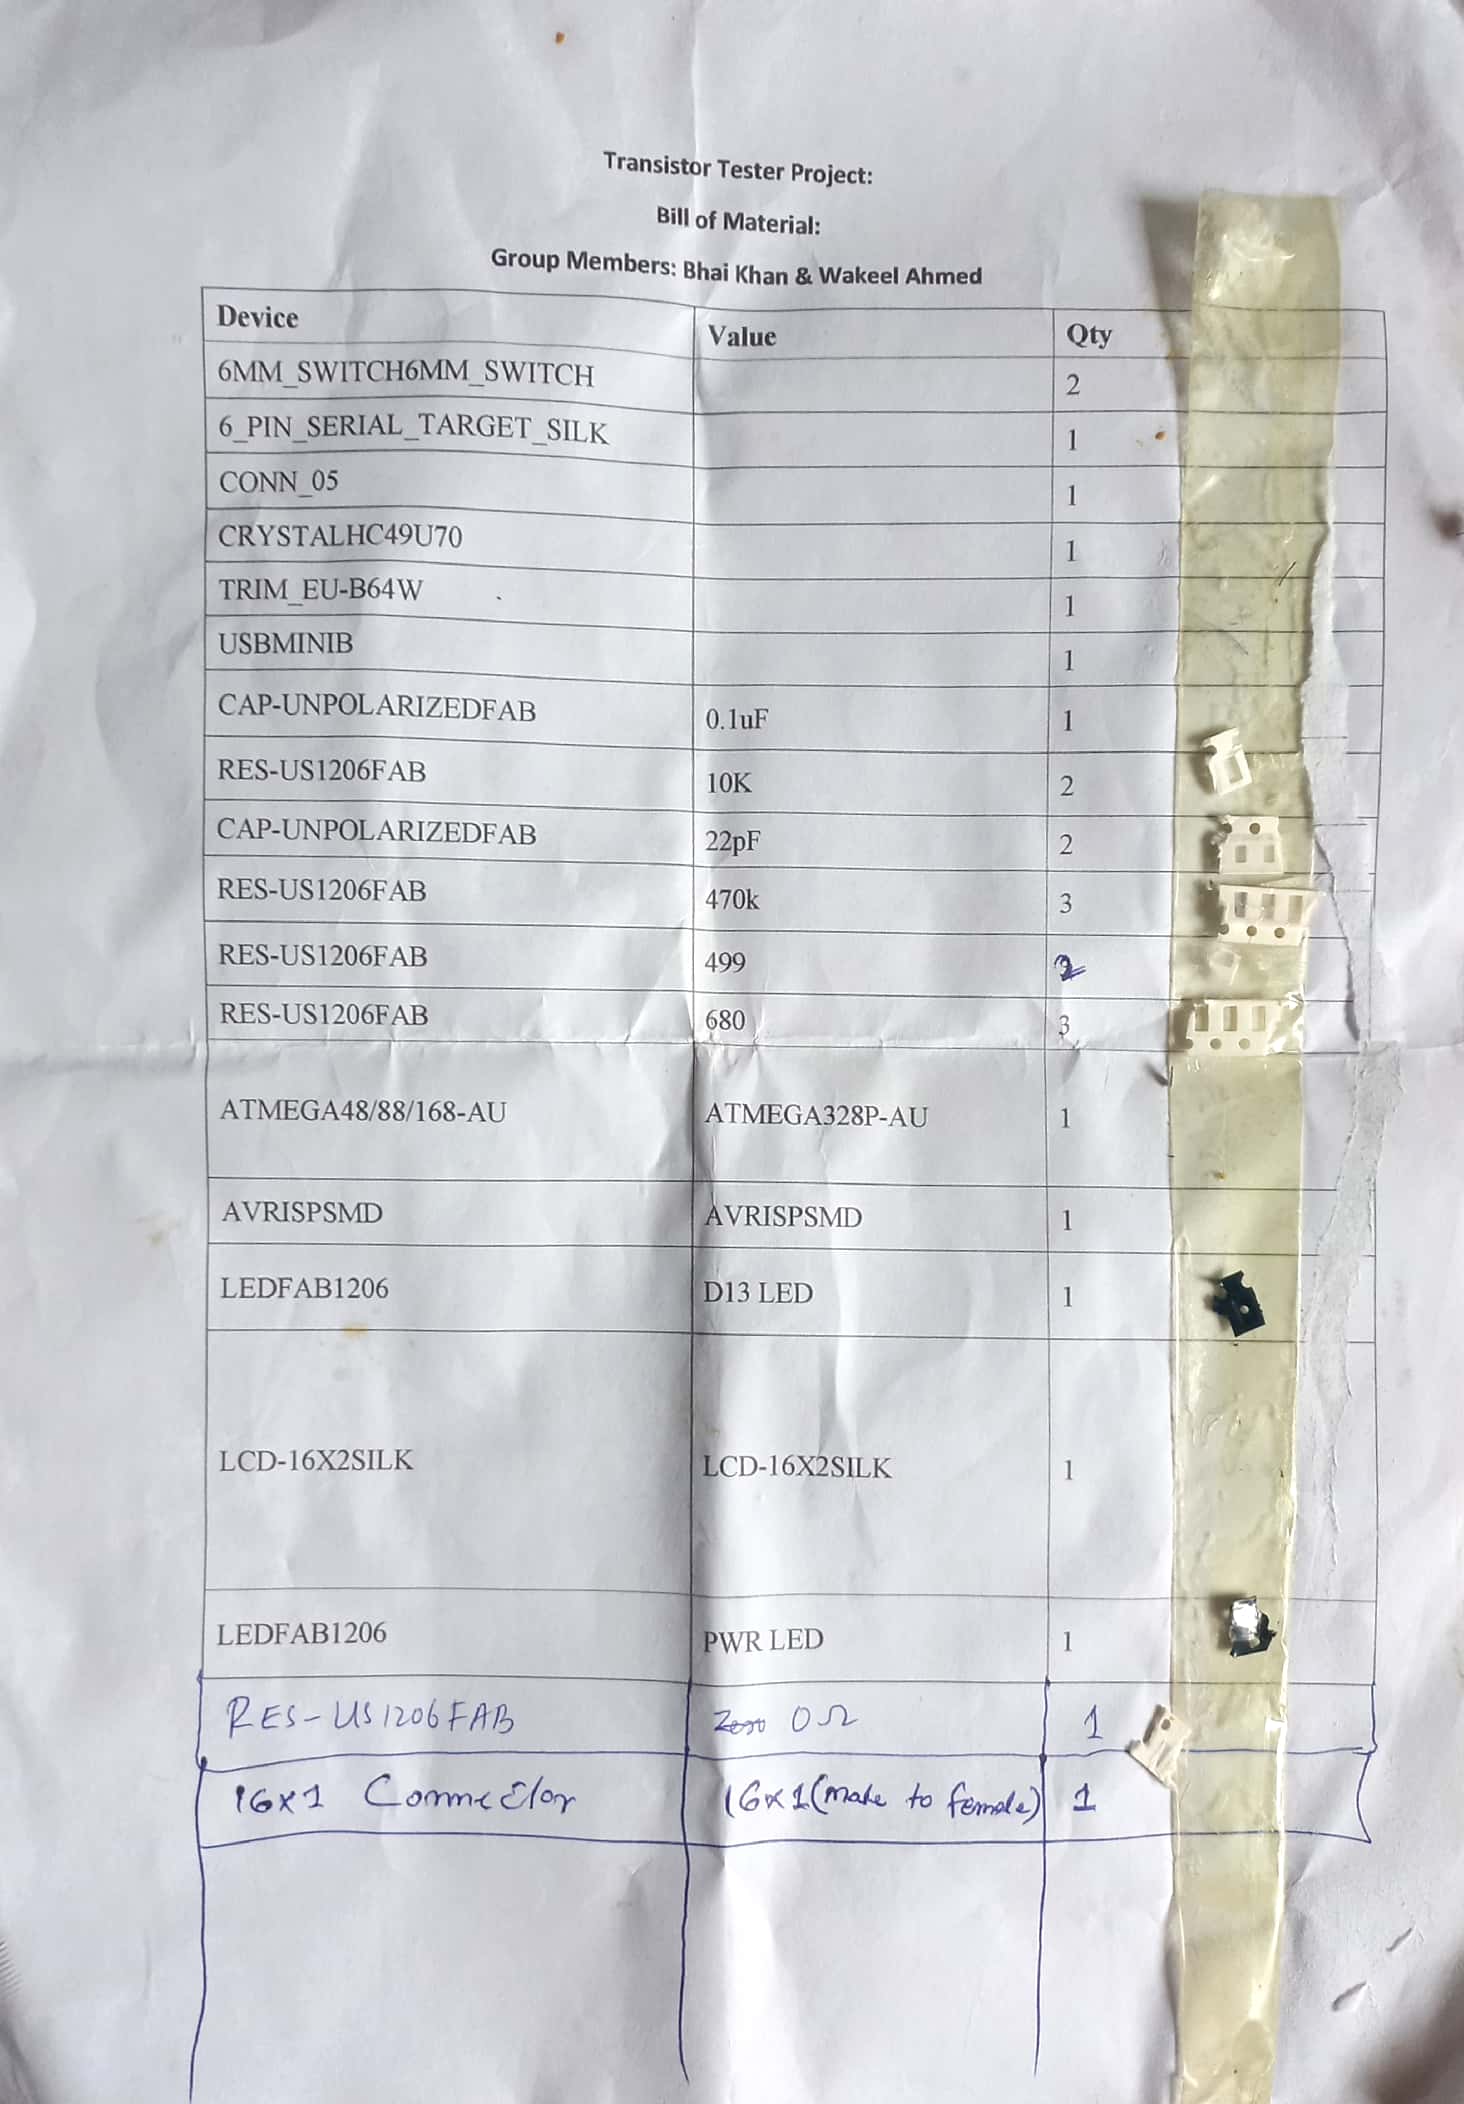 Transistor Tester Project:
Bill of Material:
Group Members: Bhai Khan & Wakeel Ahmed
Device Value Qty
6MM_SWITCH6MM_SWITCH 2
6_PIN_SERIAL_TARGET_SILK 1
CONN_05 1
CRYSTALHC49U70 1
TRIM_EU-B64W 1
USBMINIB 1
CAP-UNPOLARIZEDFAB 0.1uF 1
RES-US1206FAB 10K 2
CAP-UNPOLARIZEDFAB 22pF 2
RES-US1206FAB 470k 3
RES-US1206FAB 499 2
RES-US1206FAB 680 3
ATMEGA48/88/168-AU ATMEGA328P-AU 1
AVRISPSMD AVRISPSMD 1
LEDFAB1206 D13 LED 1
LCD-16X2SILK LCD-16X2SILK 1
LEDFAB1206 PWR LED 1
RES-US1206FAB Zero 0Ω 1
16x1 Connector 16x1(male to female) 1